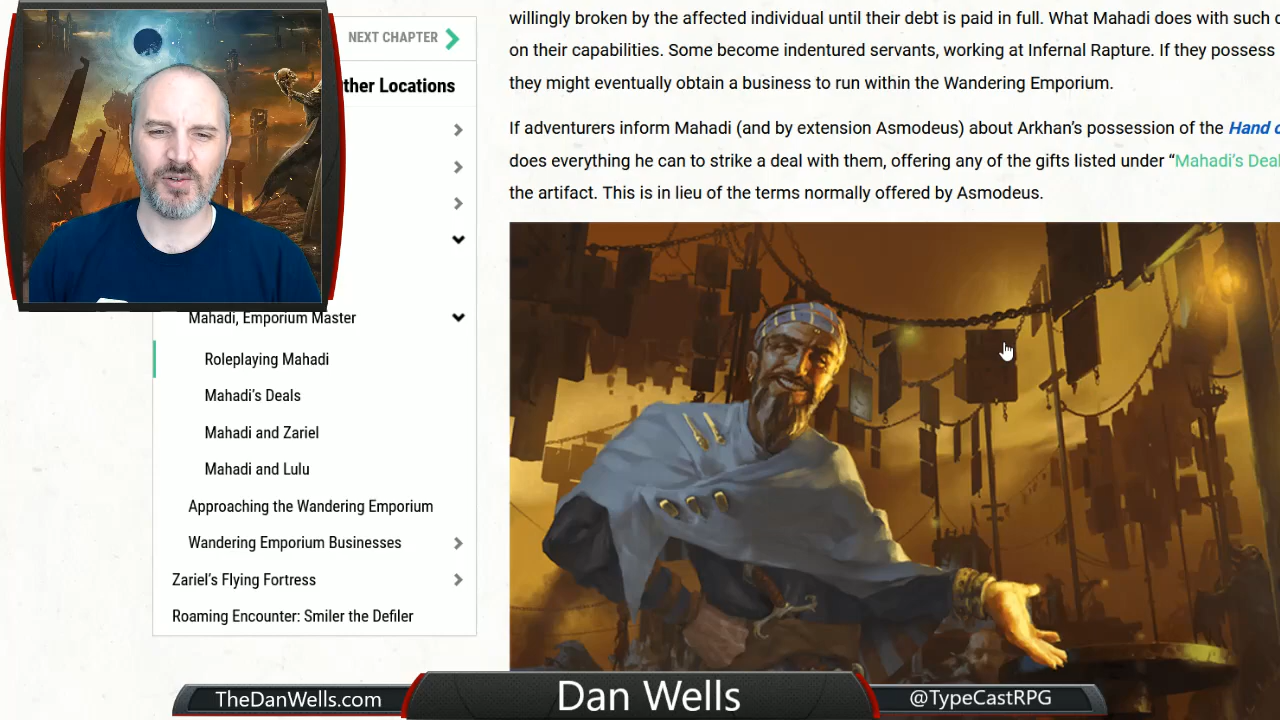 NEXT CHAPTER
ther Locations
Mahadi, Emporium Master
Roleplaying Mahadi
Mahadi's Deals
Mahadi and Zariel
Mahadi and Lulu
Approaching the Wandering Emporium
Wandering Emporium Businesses
Zariel's Flying Fortress
Roaming Encounter: Smiler the Defiler
willingly broken by the affected individual until their debt is paid in full. What Mahadi does with such
on their capabilities. Some become indentured servants, working at Infernal Rapture. If they possess
they might eventually obtain a business to run within the Wandering Emporium.
If adventurers inform Mahadi (and by extension Asmodeus) about Arkhan's possession of the Hand
does everything he can to strike a deal with them, offering any of the gifts listed under “Mahadi's Deal
the artifact. This is in lieu of the terms normally offered by Asmodeus.
TheDanWells.com
Dan Wells
@TypeCastRPG